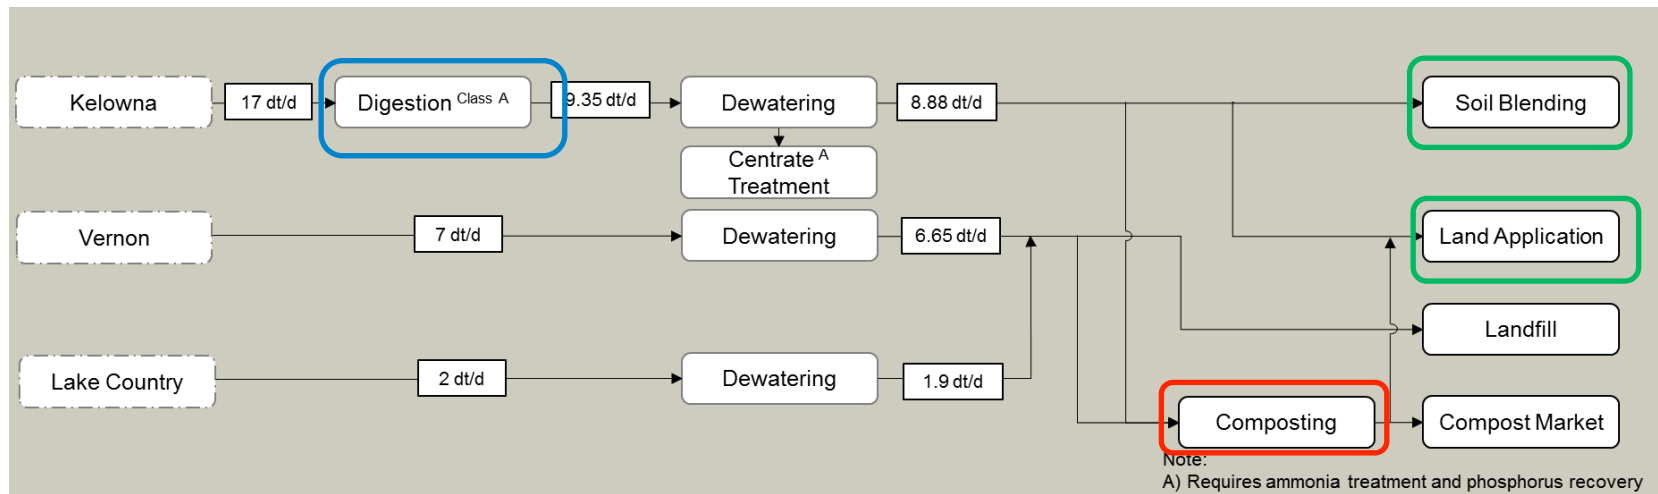 Kelowna
17 dt/d
Digestion Class A
9.35 dt/d
Dewatering
8.88 dt/d
Soil Blending
Centrate A
Treatment
Vernon
7 dt/d
Dewatering
6.65 dt/d
Land Application
Landfill
Lake Country
2 dt/d
Dewatering
1.9 dt/d
Composting
Compost Market
Note:
A) Requires ammonia treatment and phosphorus recovery